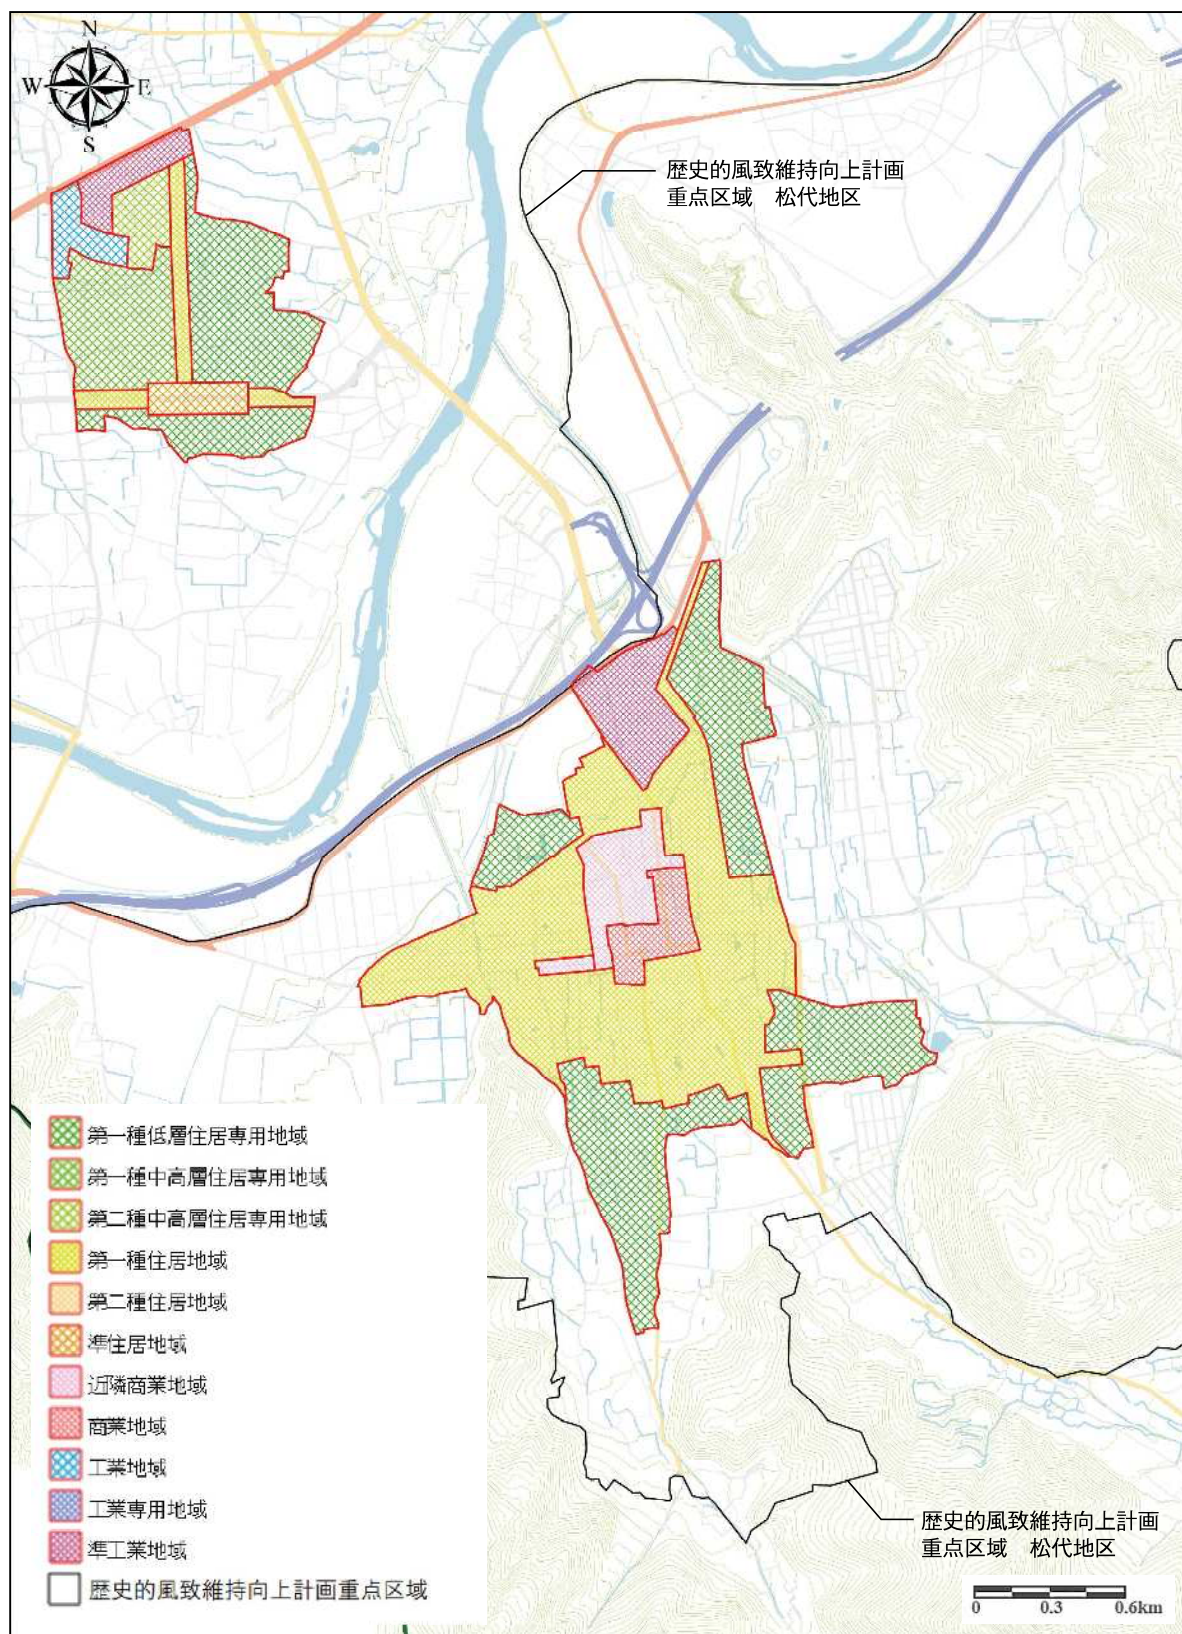 N
W
E
S
歴史的風致維持向上計画
重点区域　松代地区
第一種低層住居専用地域
第一種中高層住居専用地域
第二種中高層住居専用地域
第一種住居地域
第二種住居地域
準住居地域
近隣商業地域
商業地域
工業地域
工業専用地域
準工業地域
歴史的風致維持向上計画重点区域
歴史的風致維持向上計画
重点区域　松代地区
0 0.3 0.6km